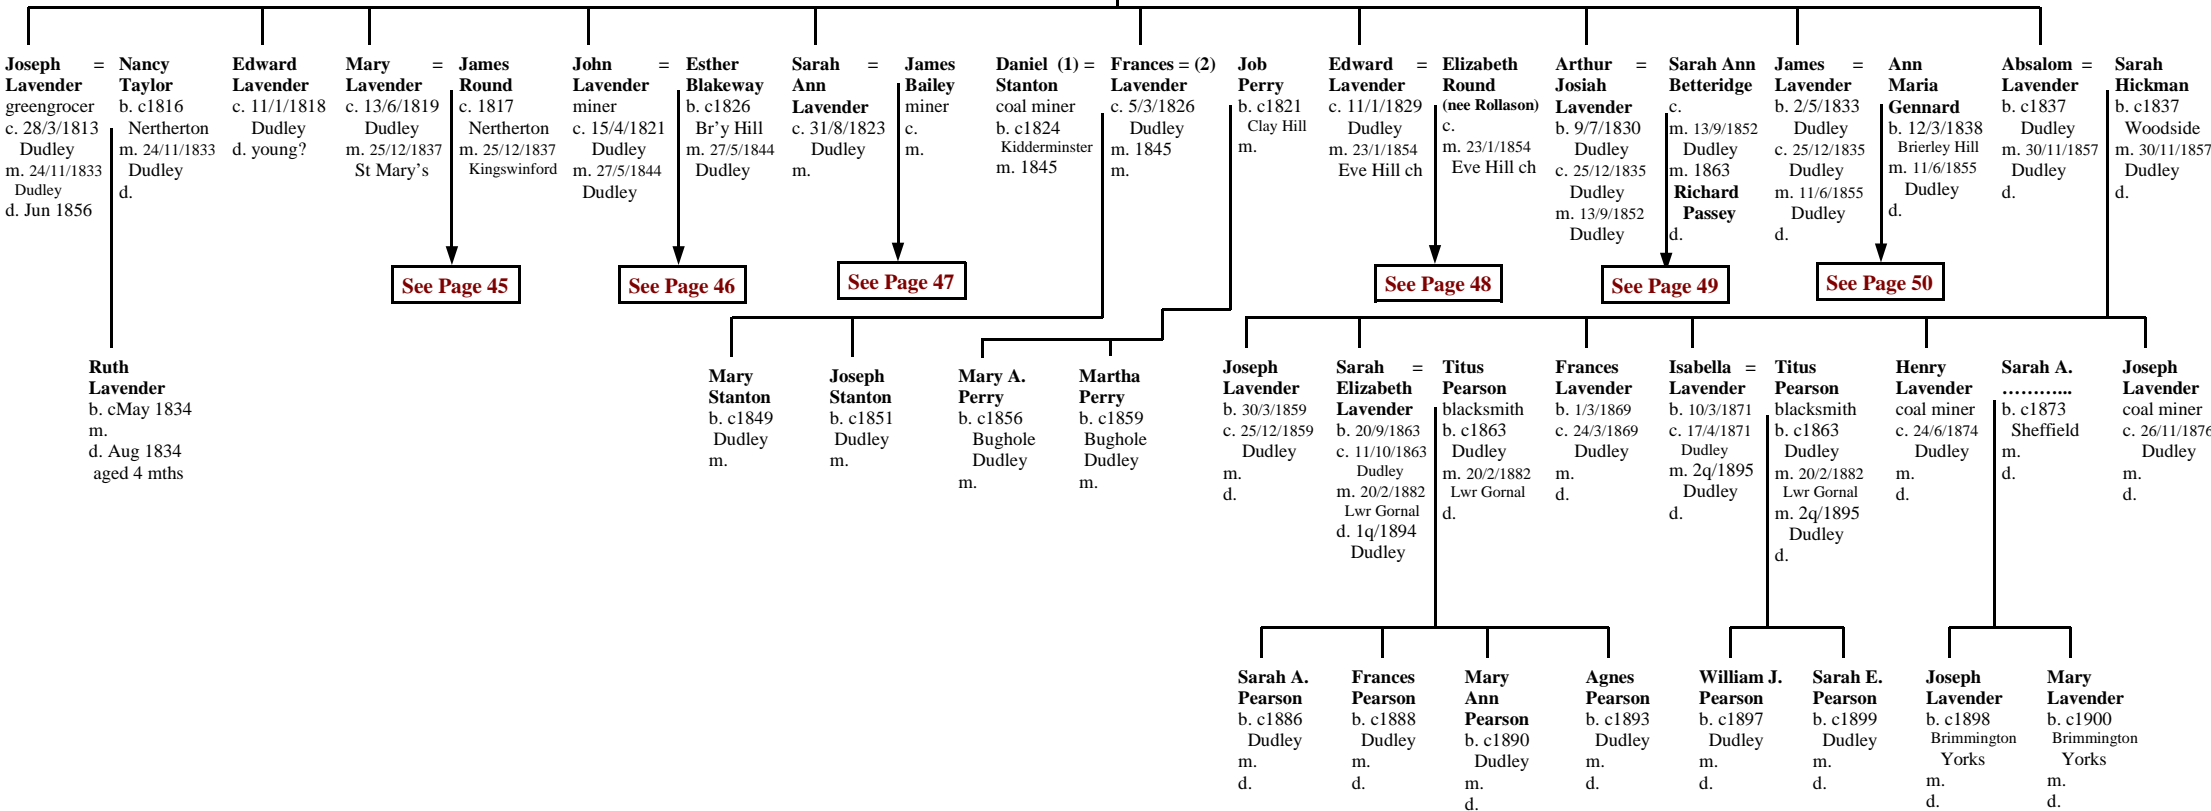 Joseph =
Lavender
greengrocer
c. 28/3/1813
Dudley
m. 24/11/1833
Dudley
d. Jun 1856
Nancy
Taylor
b. c1816
Nertherton
m. 24/11/1833
Dudley
d.
Edward
Lavender
c. 11/1/1818
Dudley
d. young?
Mary =
Lavender
c. 13/6/1819
Dudley
m. 25/12/1837
St Mary's
James
Round
c. 1817
Nertherton
m. 25/12/1837
Kingswinford
John =
Lavender
miner
c. 15/4/1821
Dudley
m. 27/5/1844
Dudley
Esther
Blakeway
b. c1826
Br'y Hill
m. 27/5/1844
Dudley
Sarah =
Ann
Lavender
c. 31/8/1823
Dudley
m.
James
Bailey
miner
c.
m.
Daniel (1) =
Stanton
coal miner
b. c1824
Kidderminster
m. 1845
Frances = (2)
Lavender
c. 5/3/1826
Dudley
m. 1845
m.
Job
Perry
b. c1821
Clay Hill
m.
Edward =
Lavender
c. 11/1/1829
Dudley
m. 23/1/1854
Eve Hill ch
Elizabeth
Round
(nee Rollason)
c.
m. 23/1/1854
Eve Hill ch
Arthur =
Josiah
Lavender
b. 9/7/1830
Dudley
c. 25/12/1835
Dudley
m. 13/9/1852
Dudley
Sarah Ann
Betteridge
c.
m. 13/9/1852
Dudley
m. 1863
Richard
Passey
d.
James =
Lavender
b. 2/5/1833
Dudley
c. 25/12/1835
Dudley
m. 11/6/1855
Dudley
d.
Ann
Maria
Gennard
b. 12/3/1838
Brierley Hill
m. 11/6/1855
Dudley
d.
Absalom =
Lavender
b. c1837
Dudley
m. 30/11/1857
Dudley
d.
Sarah
Hickman
b. c1837
Woodside
m. 30/11/1857
Dudley
d.
See Page 45
See Page 46
See Page 47
See Page 48
See Page 49
See Page 50
Ruth
Lavender
b. cMay 1834
m.
d. Aug 1834
aged 4 mths
Mary
Stanton
b. c1849
Dudley
m.
Joseph
Stanton
b. c1851
Dudley
m.
Mary A.
Perry
b. c1856
Bughole
Dudley
m.
Martha
Perry
b. c1859
Bughole
Dudley
m.
Joseph
Lavender
b. 30/3/1859
c. 25/12/1859
Dudley
m.
d.
Sarah =
Elizabeth
Lavender
b. 20/9/1863
c. 11/10/1863
Dudley
m. 20/2/1882
Lwr Gornal
d. 1q/1894
Dudley
Titus
Pearson
blacksmith
b. c1863
Dudley
m. 20/2/1882
Lwr Gornal
d.
Frances
Lavender
b. 1/3/1869
c. 24/3/1869
Dudley
m.
d.
Isabella =
Lavender
b. 10/3/1871
c. 17/4/1871
Dudley
m. 2q/1895
Dudley
d.
Titus
Pearson
blacksmith
b. c1863
Dudley
m. 20/2/1882
Lwr Gornal
m. 2q/1895
Dudley
d.
Henry
Lavender
coal miner
c. 24/6/1874
Dudley
m.
d.
Sarah A.
………...
b. c1873
Sheffield
m.
d.
Joseph
Lavender
coal miner
c. 26/11/1876
Dudley
m.
d.
Sarah A.
Pearson
b. c1886
Dudley
m.
d.
Frances
Pearson
b. c1888
Dudley
m.
d.
Mary
Ann
Pearson
b. c1890
Dudley
m.
d.
Agnes
Pearson
b. c1893
Dudley
m.
d.
William J.
Pearson
b. c1897
Dudley
m.
d.
Sarah E.
Pearson
b. c1899
Dudley
m.
d.
Joseph
Lavender
b. c1898
Brimmington
Yorks
m.
d.
Mary
Lavender
b. c1900
Brimmington
Yorks
m.
d.